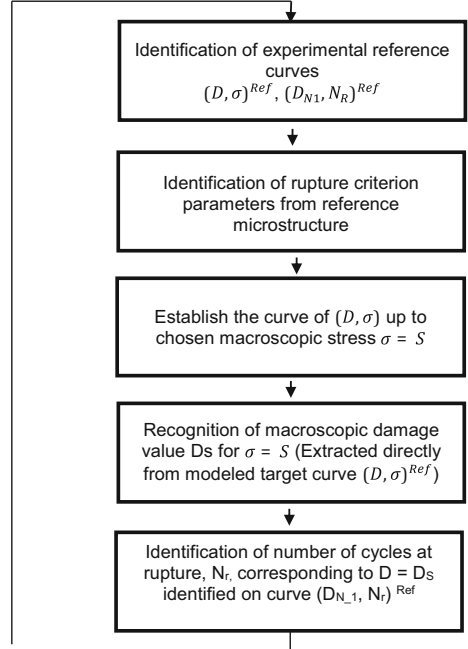 Identification of experimental reference
curves
(D, σ)^Ref, (D_N1, N_R)^Ref
Identification of rupture criterion
parameters from reference
microstructure
Establish the curve of (D, σ) up to
chosen macroscopic stress σ = S
Recognition of macroscopic damage
value Ds for σ = S (Extracted directly
from modeled target curve (D, σ)^Ref)
Identification of number of cycles at
rupture, N_r, corresponding to D = D_S
identified on curve (D_N_1, N_r) ^Ref